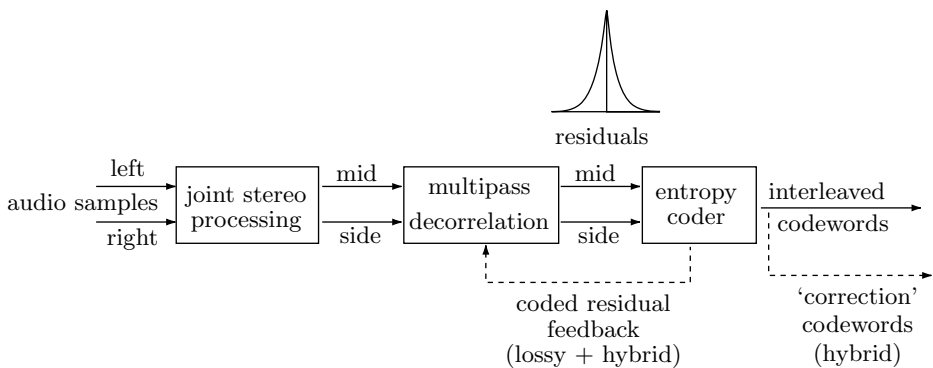 residuals
left
audio samples
right
joint stereo
processing
mid
side
multipass
decorrelation
mid
side
entropy
coder
interleaved
codewords
coded residual
feedback
(lossy + hybrid)
‘correction’
codewords
(hybrid)